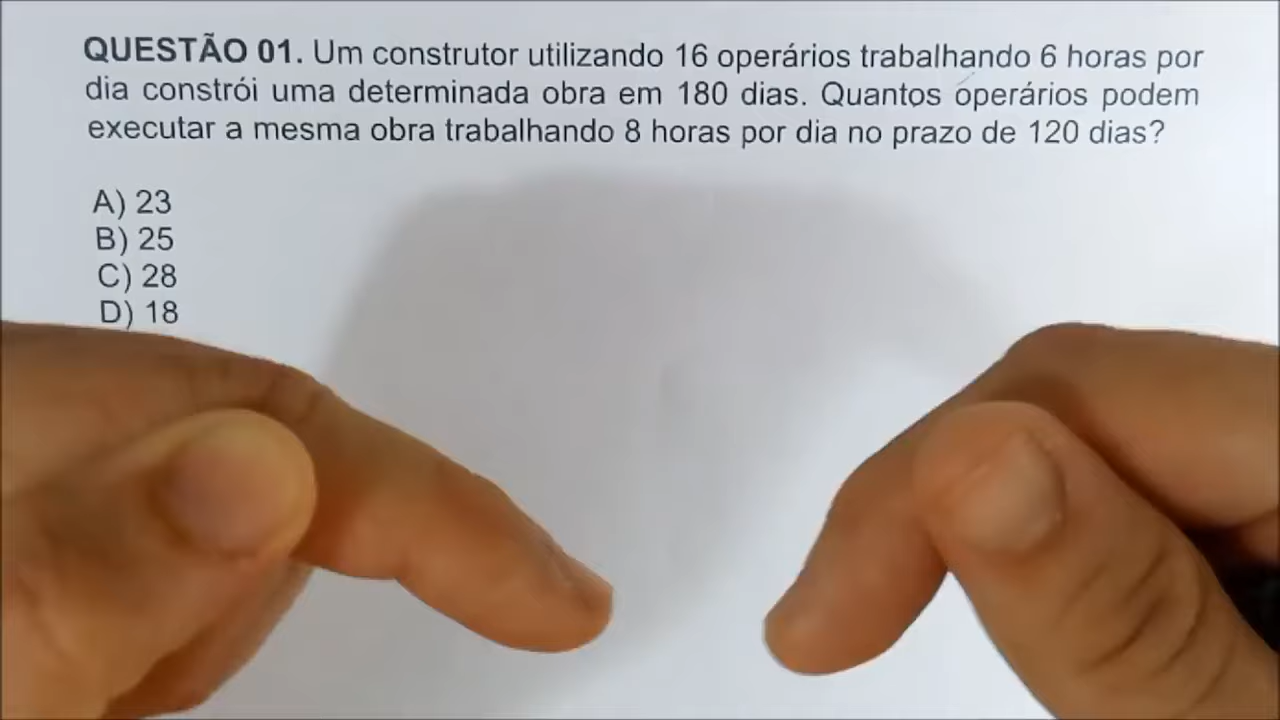 QUESTÃO 01. Um construtor utilizando 16 operários trabalhando 6 horas por
dia constrói uma determinada obra em 180 dias. Quantos operários podem
executar a mesma obra trabalhando 8 horas por dia no prazo de 120 dias?
A) 23
B) 25
C) 28
D) 18